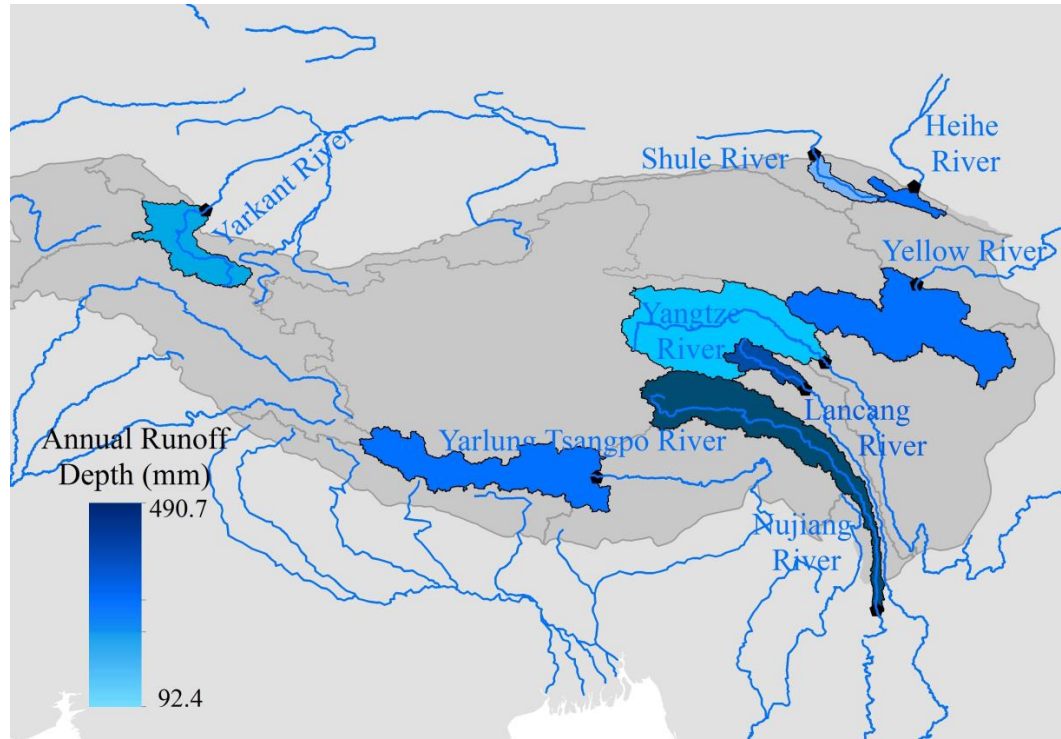 Heihe
River
Shule River
Yarkant River
Yellow River
Yangtze
River
Lancang
River
Annual Runoff
Depth (mm)
Yarlung Tsangpo River
490.7
Nujiang
River
92.4